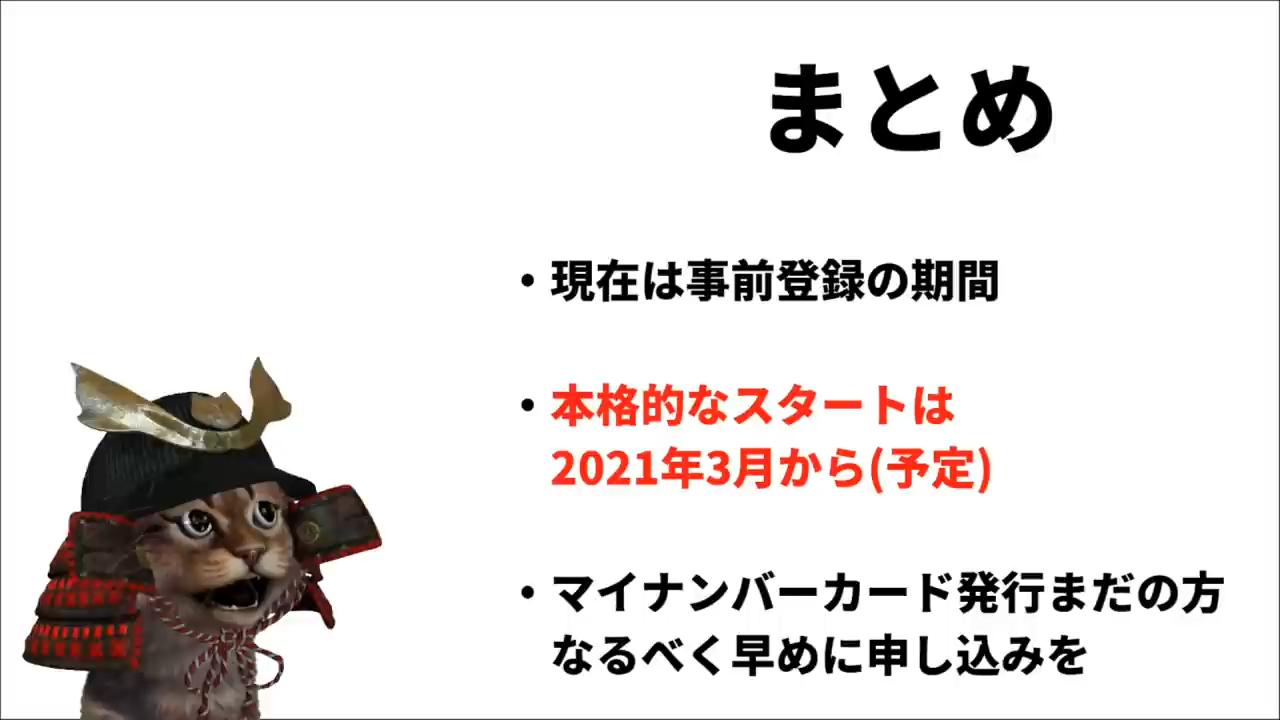 まとめ
・現在は事前登録の期間
・本格的なスタートは
2021年3月から(予定)
・マイナンバーカード発行まだの方
なるべく早めに申し込みを